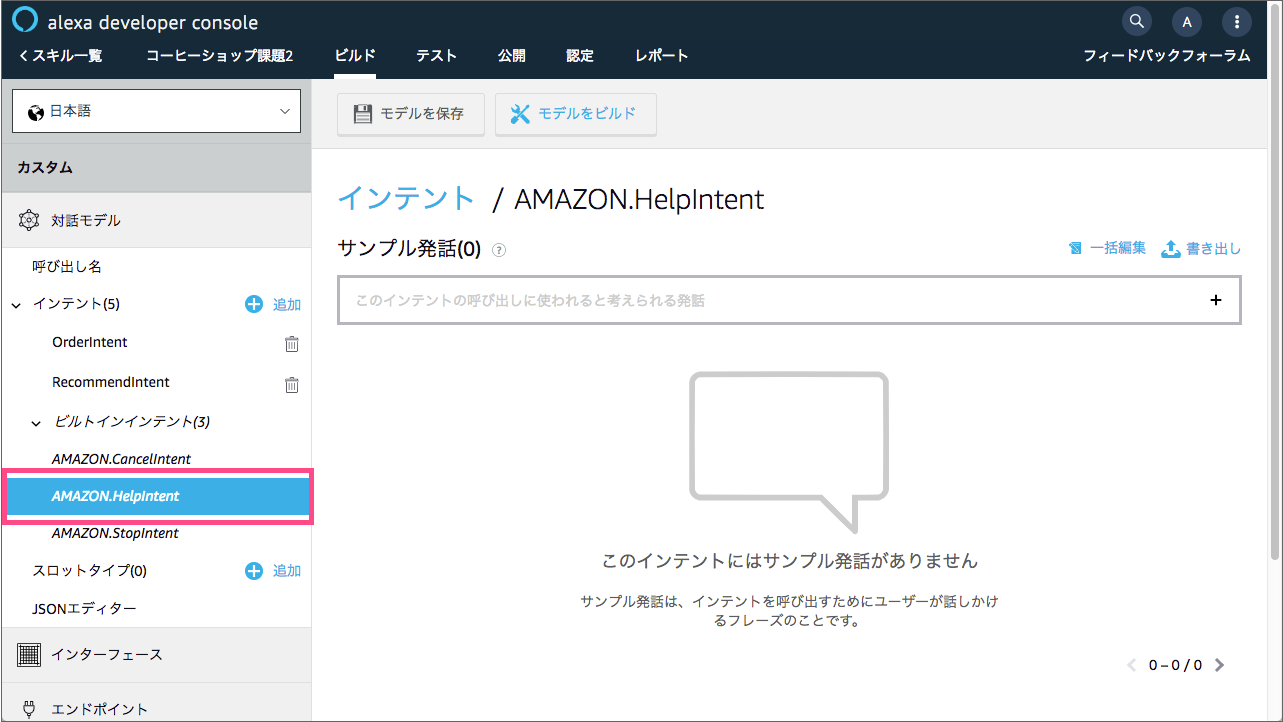 alexa developer console
A
スキル一覧
コーヒーショップ課題2
ビルド
テスト
公開
認定
レポート
フィードバックフォーラム
日本語
カスタム
対話モデル
呼び出し名
インテント(5)
追加
OrderIntent
RecommendIntent
ビルトインインテント(3)
AMAZON.CancelIntent
AMAZON.HelpIntent
AMAZON.StopIntent
スロットタイプ(0)
追加
JSONエディター
インターフェース
エンドポイント
モデルを保存
モデルをビルド
インテント / AMAZON.HelpIntent
サンプル発話(0) ?
一括編集
書き出し
このインテントの呼び出しに使われると考えられる発話
+
このインテントにはサンプル発話がありません
サンプル発話は、インテントを呼び出すためにユーザーが話しかけ
るフレーズのことです。
0 – 0 / 0